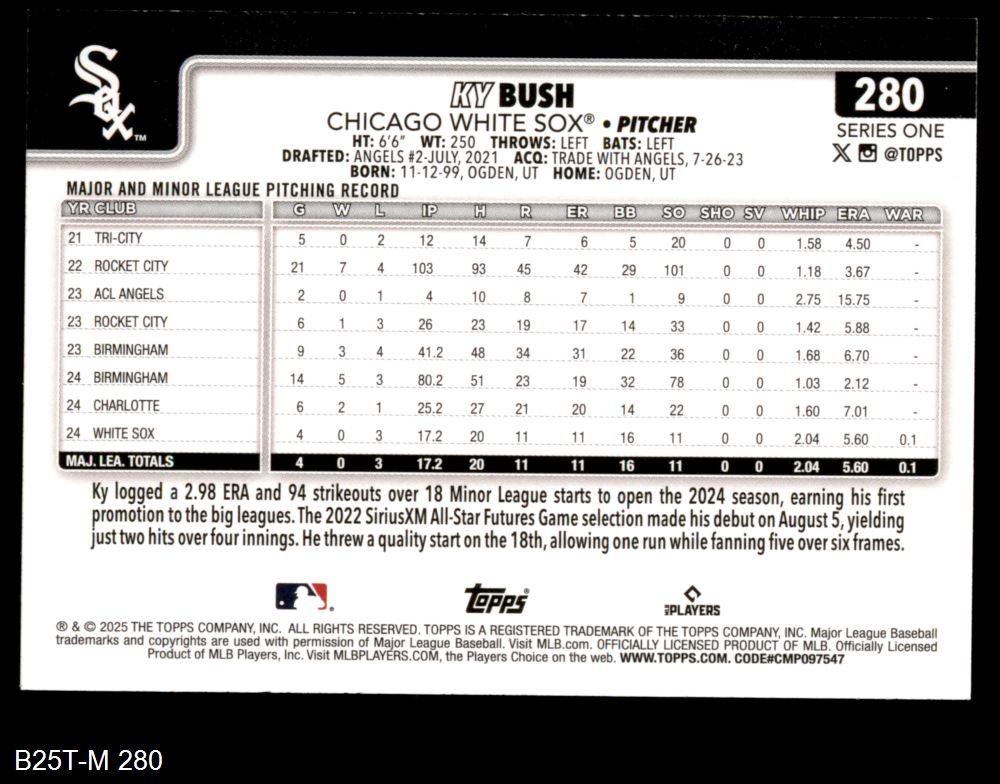 Sox
TM
KY BUSH
CHICAGO WHITE SOX® • PITCHER
HT: 6'6" WT: 250 THROWS: LEFT BATS: LEFT
DRAFTED: ANGELS #2-JULY, 2021 ACQ: TRADE WITH ANGELS, 7-26-23
BORN: 11-12-99, OGDEN, UT HOME: OGDEN, UT
280
SERIES ONE
X @TOPPS
MAJOR AND MINOR LEAGUE PITCHING RECORD
YR CLUB G W L IP H R ER BB SO SHO SV WHIP ERA WAR
21 TRI-CITY 5 0 2 12 14 7 6 5 20 0 0 1.58 4.50 -
22 ROCKET CITY 21 7 4 103 93 45 42 29 101 0 0 1.18 3.67 -
23 ACL ANGELS 2 0 1 4 10 8 7 1 9 0 0 2.75 15.75 -
23 ROCKET CITY 6 1 3 26 23 19 17 14 33 0 0 1.42 5.88 -
23 BIRMINGHAM 9 3 4 41.2 48 34 31 22 36 0 0 1.68 6.70 -
24 BIRMINGHAM 14 5 3 80.2 51 23 19 32 78 0 0 1.03 2.12 -
24 CHARLOTTE 6 2 1 25.2 27 21 20 14 22 0 0 1.60 7.01 -
24 WHITE SOX 4 0 3 17.2 20 11 11 16 11 0 0 2.04 5.60 0.1
MAJ. LEA. TOTALS 4 0 3 17.2 20 11 11 16 11 0 0 2.04 5.60 0.1
Ky logged a 2.98 ERA and 94 strikeouts over 18 Minor League starts to open the 2024 season, earning his first
promotion to the big leagues. The 2022 SiriusXM All-Star Futures Game selection made his debut on August 5, yielding
just two hits over four innings. He threw a quality start on the 18th, allowing one run while fanning five over six frames.
Topps®
MLB PLAYERS
® & © 2025 THE TOPPS COMPANY, INC. ALL RIGHTS RESERVED. TOPPS IS A REGISTERED TRADEMARK OF THE TOPPS COMPANY, INC. Major League Baseball
trademarks and copyrights are used with permission of Major League Baseball. Visit MLB.com. OFFICIALLY LICENSED PRODUCT OF MLB. Officially Licensed
Product of MLB Players, Inc. Visit MLBPLAYERS.COM, the Players Choice on the web. WWW.TOPPS.COM. CODE#CMP097547
B25T-M 280